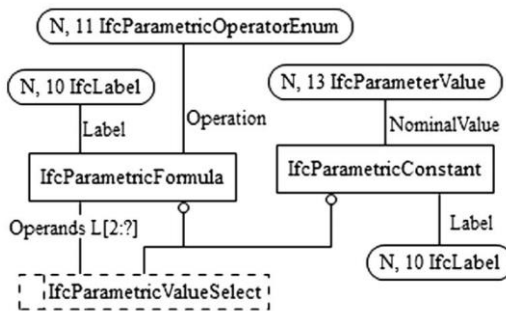 N, 11 IfcParametricOperatorEnum
N, 10 IfcLabel
N, 13 IfcParameterValue
Label
Operation
NominalValue
IfcParametricFormula
IfcParametricConstant
Operands L[2:?]
Label
N, 10 IfcLabel
IfcParametricValueSelect